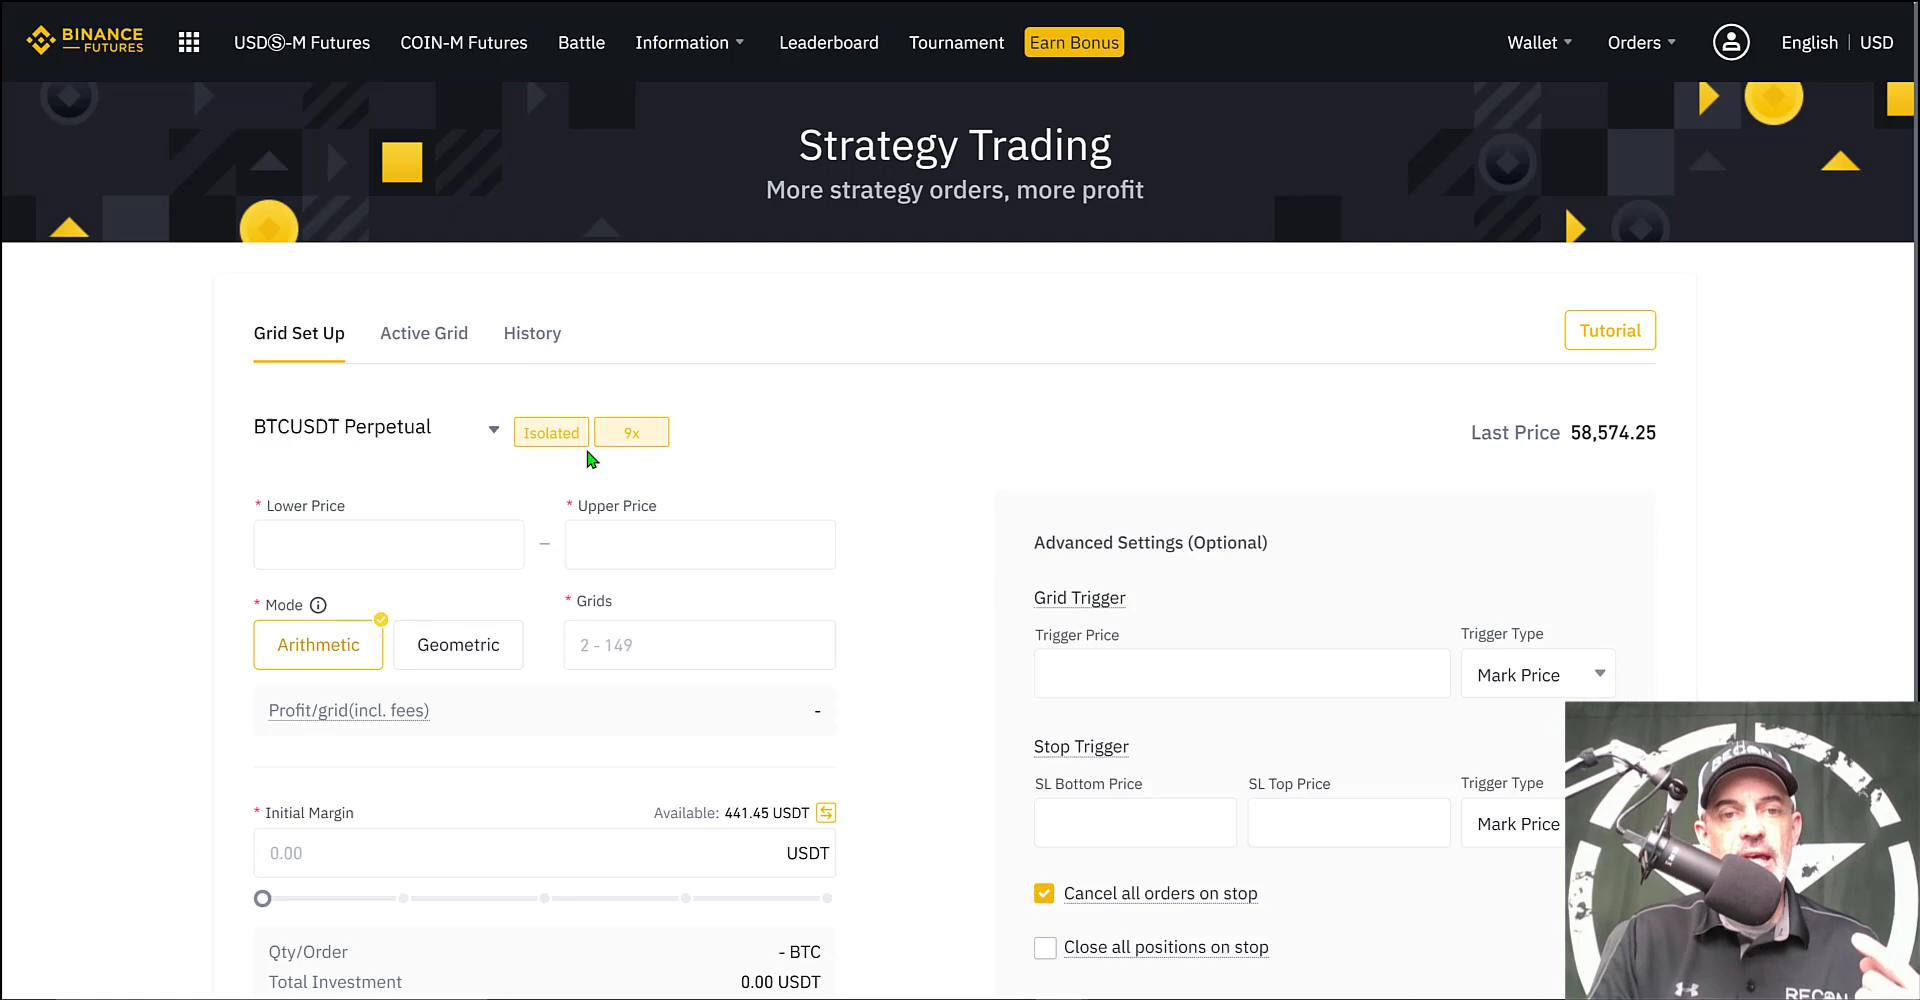 BINANCE
FUTURES
USDⓈ-M Futures
COIN-M Futures
Battle
Information
Leaderboard
Tournament
Earn Bonus
Wallet
Orders
English | USD
Strategy Trading
More strategy orders, more profit
Grid Set Up
Active Grid
History
Tutorial
BTCUSDT Perpetual
Isolated
9x
Last Price 58,574.25
* Lower Price
* Upper Price
–
* Mode
* Grids
Arithmetic
Geometric
2 - 149
Profit/grid(incl. fees)
-
* Initial Margin
Available: 441.45 USDT
0.00
USDT
Qty/Order
- BTC
Total Investment
0.00 USDT
Advanced Settings (Optional)
Grid Trigger
Trigger Price
Trigger Type
Mark Price
Stop Trigger
SL Bottom Price
SL Top Price
Trigger Type
Mark Price
Cancel all orders on stop
Close all positions on stop
RECON
RECON